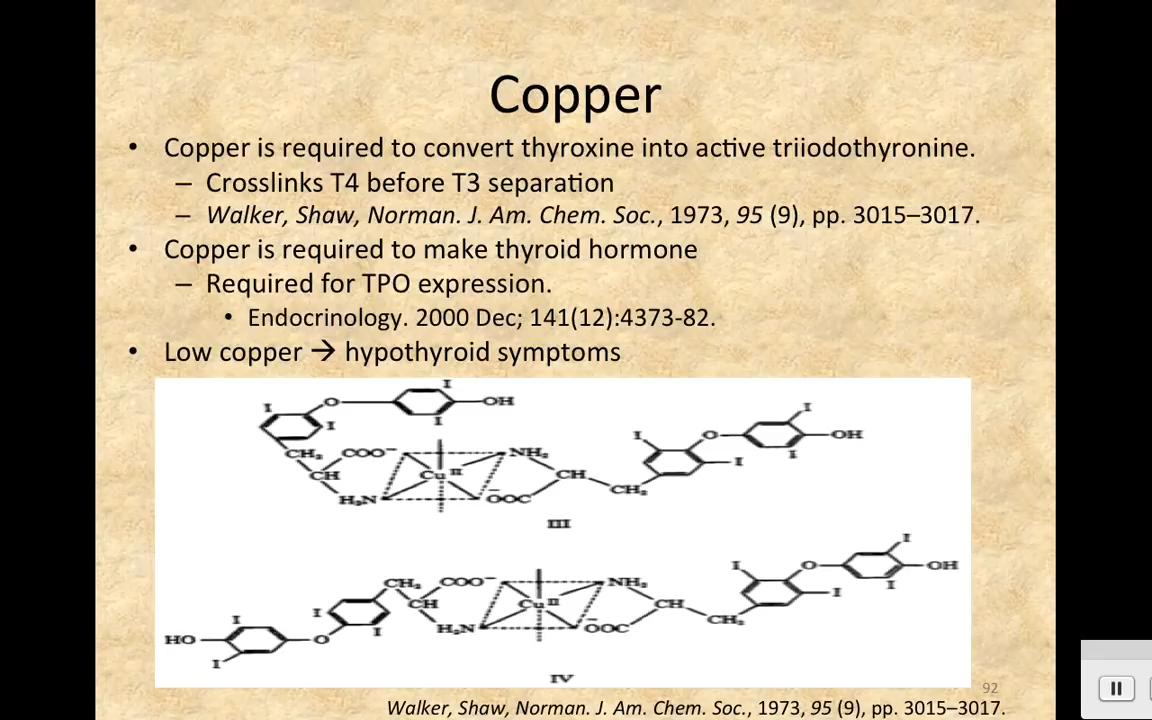 Copper
• Copper is required to convert thyroxine into active triiodothyronine.
– Crosslinks T4 before T3 separation
– Walker, Shaw, Norman. J. Am. Chem. Soc., 1973, 95 (9), pp. 3015–3017.
• Copper is required to make thyroid hormone
– Required for TPO expression.
• Endocrinology. 2000 Dec; 141(12):4373-82.
• Low copper → hypothyroid symptoms
I O I OH
I I
CH₂ COO⁻ NH₂ I O I OH
CH Cu II CH I I
H₂N ŌOC CH₂
III
I O I OH
CH₂ COO⁻ NH₂ I I
I I CH Cu II CH
HO O I H₂N ŌOC CH₂
I
IV
92
Walker, Shaw, Norman. J. Am. Chem. Soc., 1973, 95 (9), pp. 3015–3017.